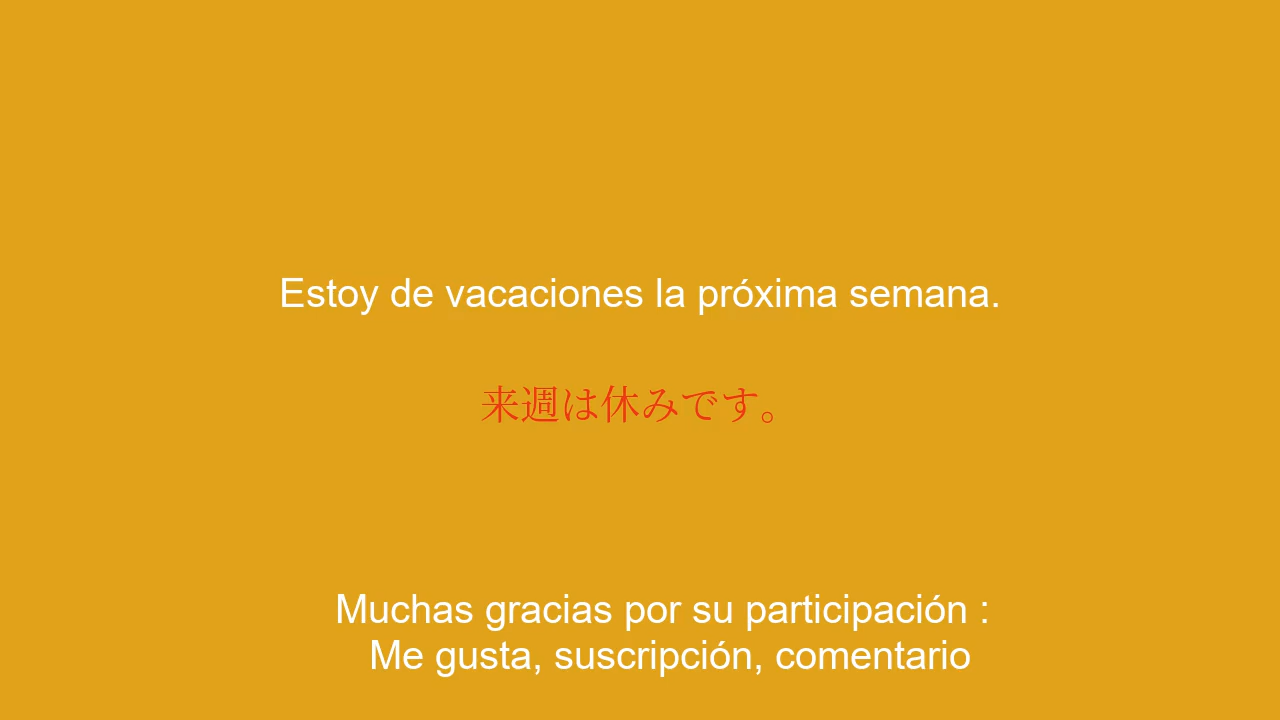 Estoy de vacaciones la próxima semana.
来週は休みです。
Muchas gracias por su participación :
Me gusta, suscripción, comentario